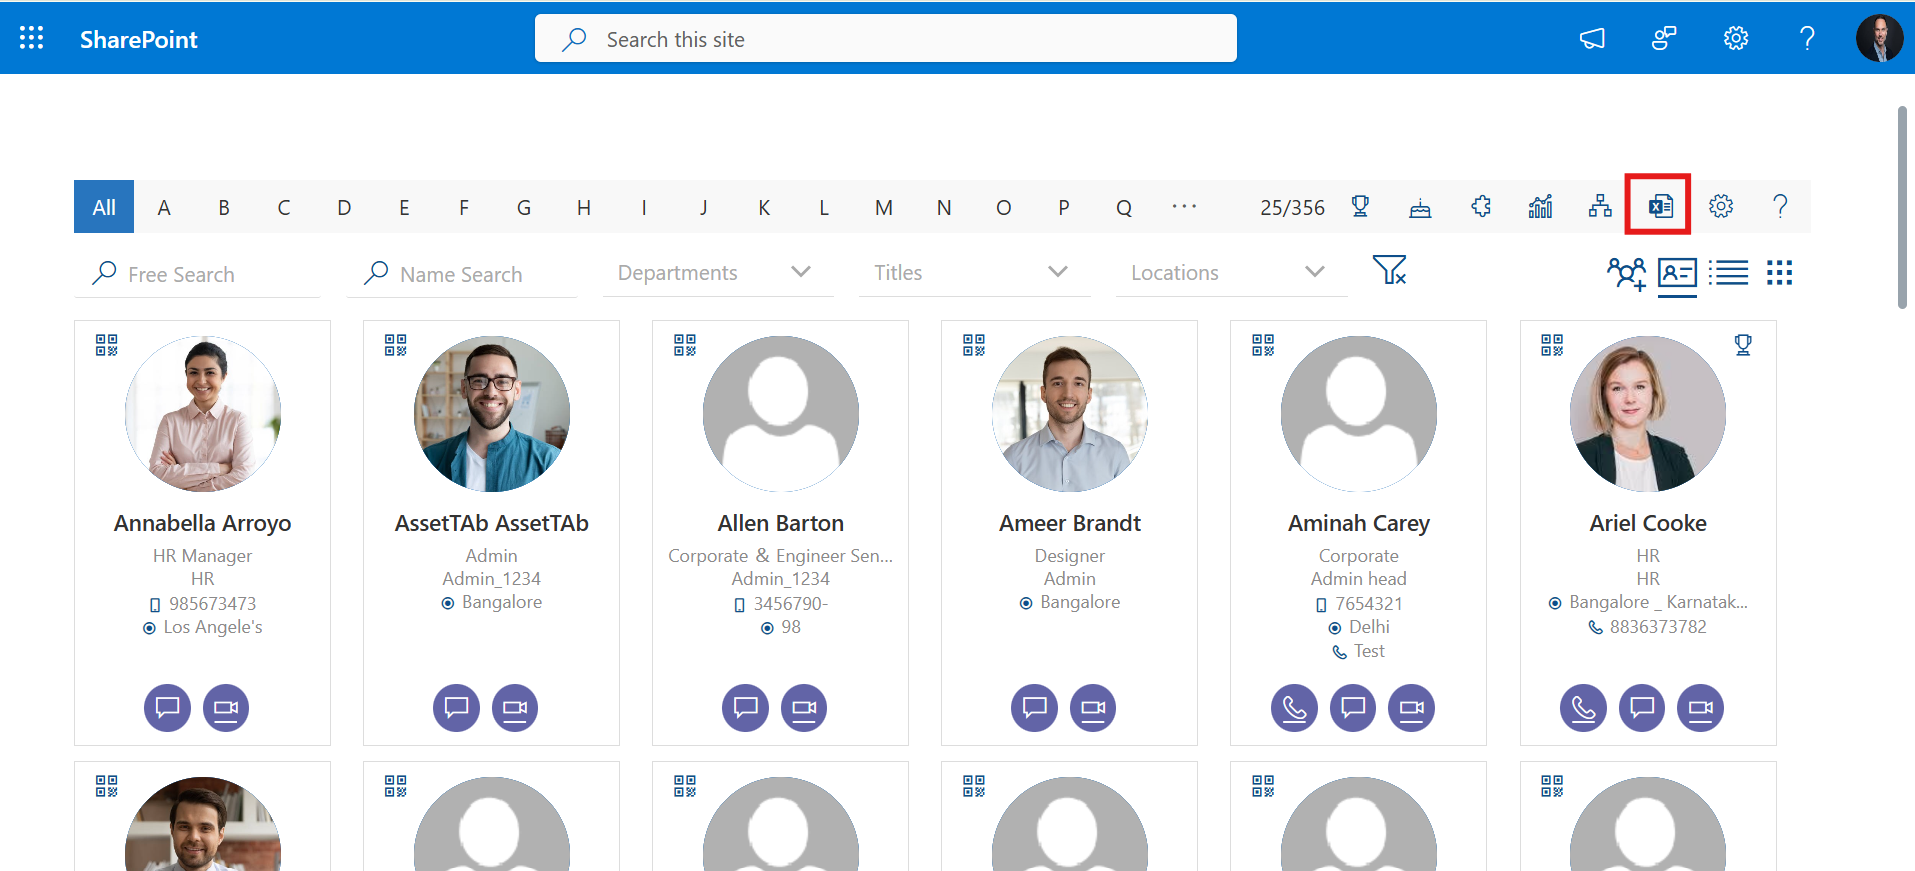 SharePoint
Search this site
All A B C D E F G H I J K L M N O P Q ... 25/356
Free Search Name Search Departments Titles Locations
Annabella Arroyo
HR Manager
HR
985673473
Los Angele's
AssetTAb AssetTAb
Admin
Admin_1234
Bangalore
Allen Barton
Corporate & Engineer Sen...
Admin_1234
3456790-
98
Ameer Brandt
Designer
Admin
Bangalore
Aminah Carey
Corporate
Admin head
7654321
Delhi
Test
Ariel Cooke
HR
HR
Bangalore _ Karnatak...
8836373782